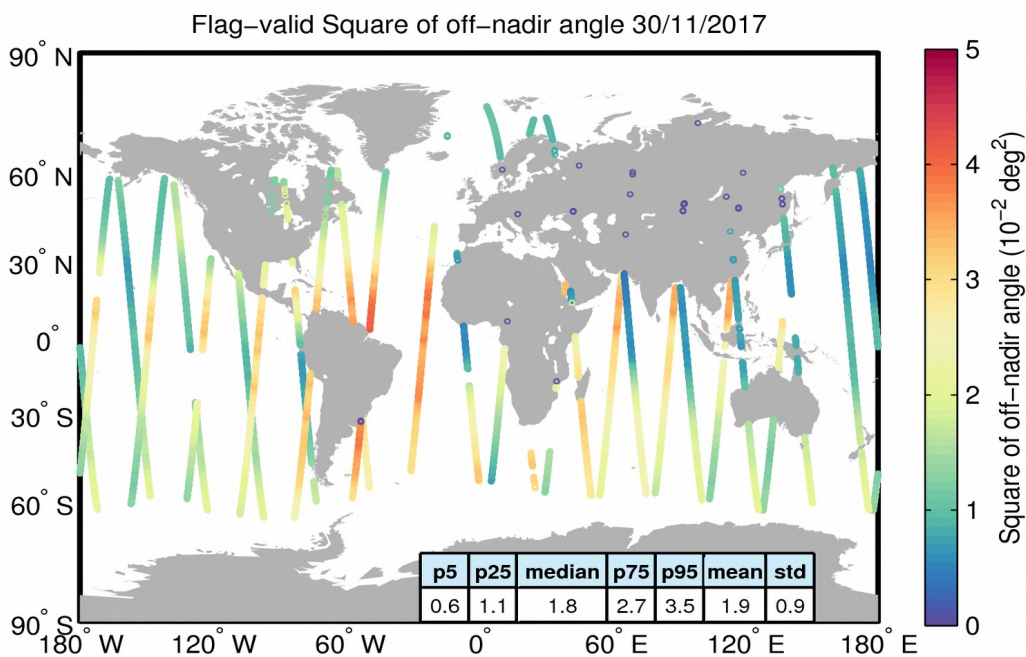 Flag−valid Square of off−nadir angle 30/11/2017
90° N
60° N
30° N
0°
30° S
60° S
90° S
180° W
120° W
60° W
0°
60° E
120° E
180° E
p5 p25 median p75 p95 mean std
0.6 1.1 1.8 2.7 3.5 1.9 0.9
5
4
3
2
1
0
Square of off−nadir angle (10⁻² deg²)